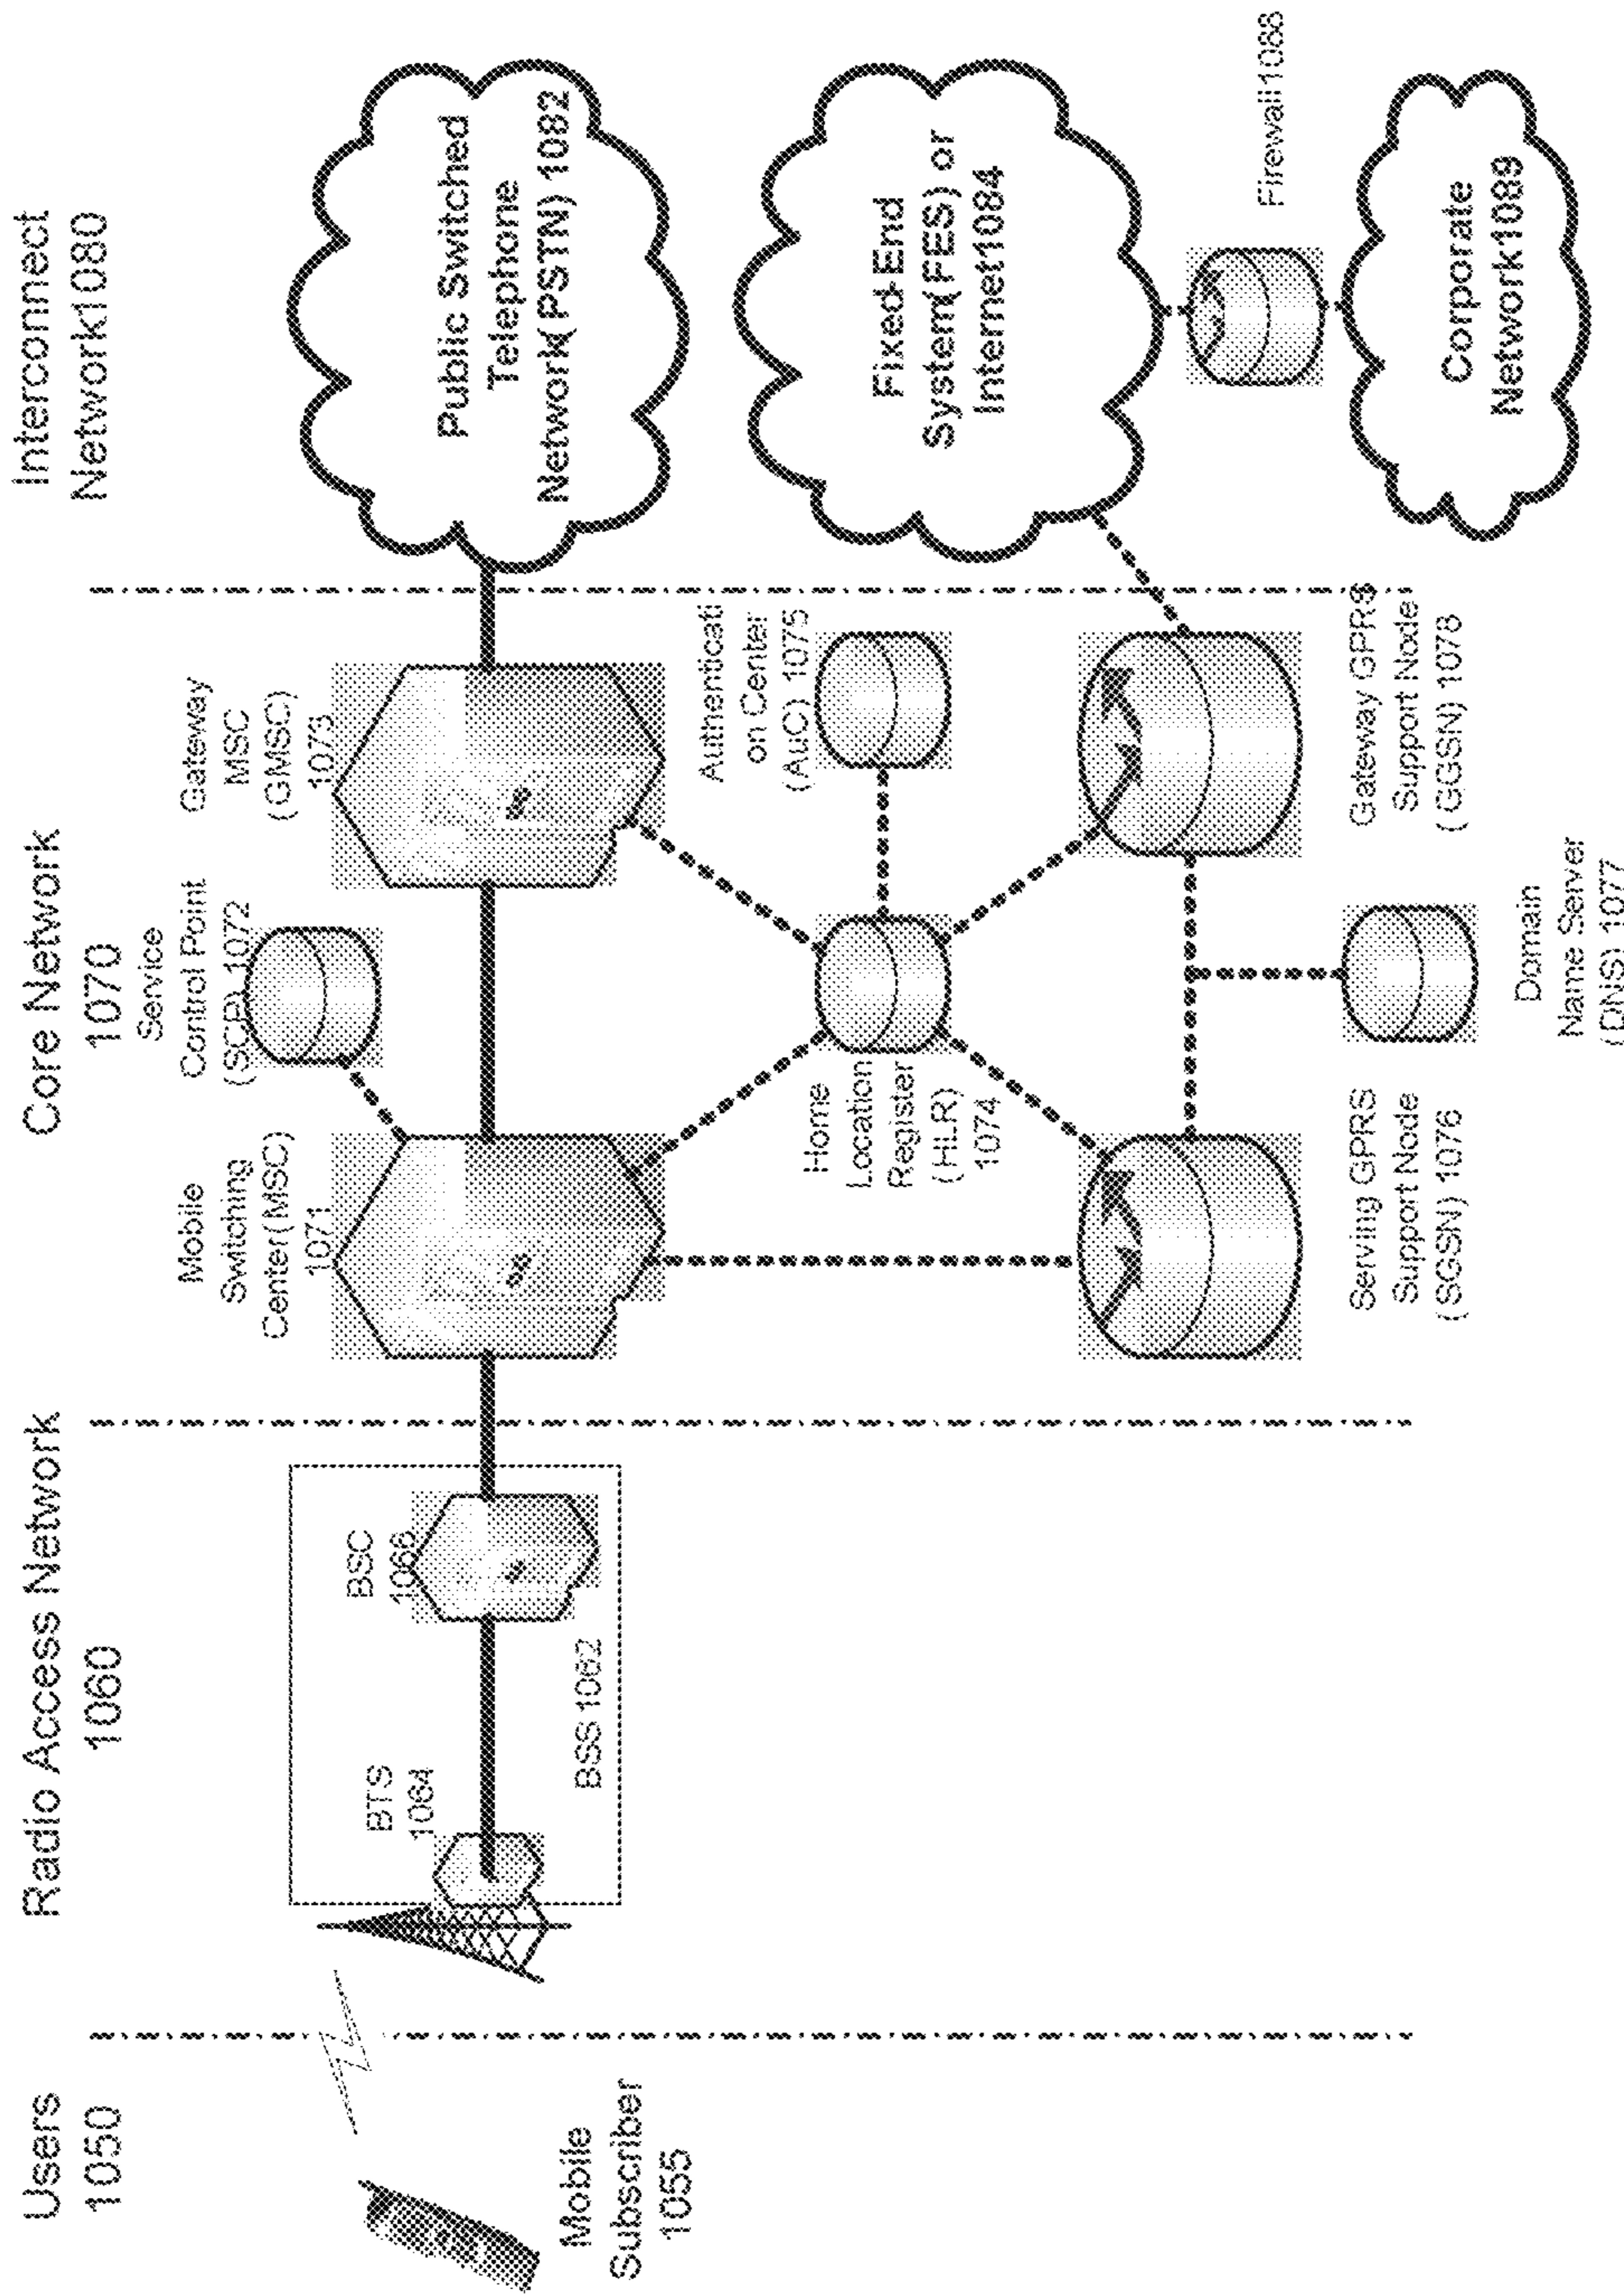 Users
1050
Radio Access Network
1060
Core Network
1070
Interconnect
Network1080
Mobile
Subscriber
1055
BTS
1064
BSC
1066
BSS 1062
Mobile
Switching
Center(MSC)
1071
Service
Control Point
(SCP) 1072
Gateway
MSC
(GMSC)
1073
Home
Location
Register
(HLR)
1074
Authenticati
on Center
(AuC) 1075
Serving GPRS
Support Node
(SGSN) 1076
Domain
Name Server
(DNS) 1077
Gateway GPRS
Support Node
(GGSN) 1078
Public Switched
Telephone
Network(PSTN) 1082
Fixed-End
System(FES) or
Internet1084
Firewall1088
Corporate
Network1089